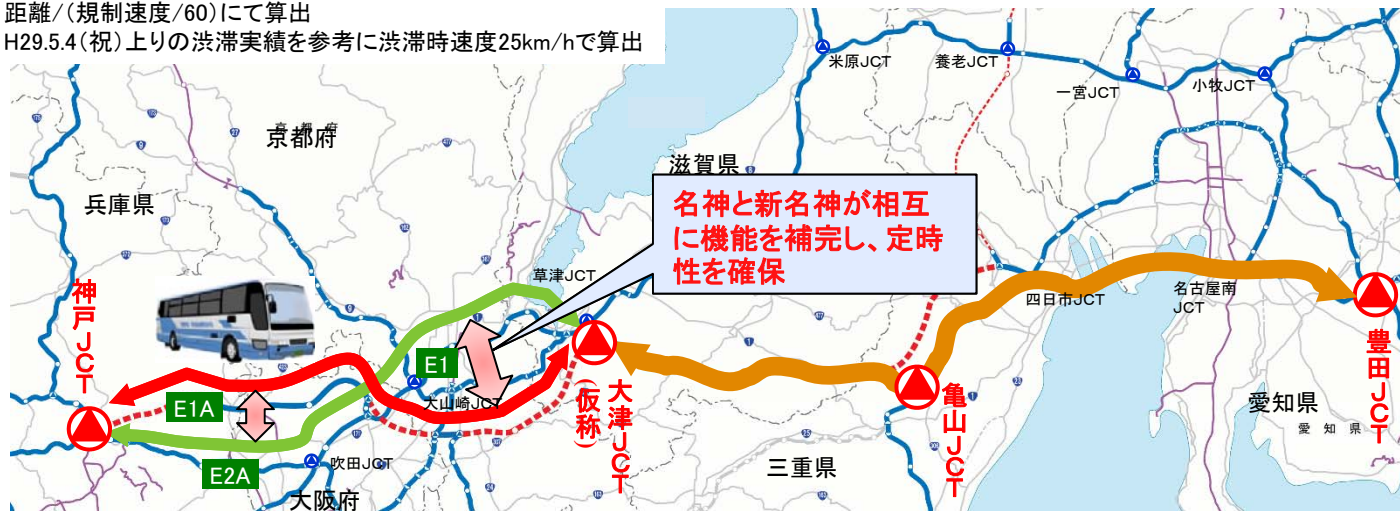 距離/(規制速度/60)にて算出
H29.5.4(祝)上りの渋滞実績を参考に渋滞時速度25km/hで算出
米原JCT
養老JCT
一宮JCT
小牧JCT
京都府
京都府
滋賀県
兵庫県
名神と新名神が相互
に機能を補完し、定時
性を確保
草津JCT
神戸JCT
四日市JCT
名古屋南
JCT
豊田JCT
E1
大津JCT
(仮称)
亀山JCT
E1A
大山崎JCT
愛知県
愛知県
E2A
吹田JCT
三重県
大阪府